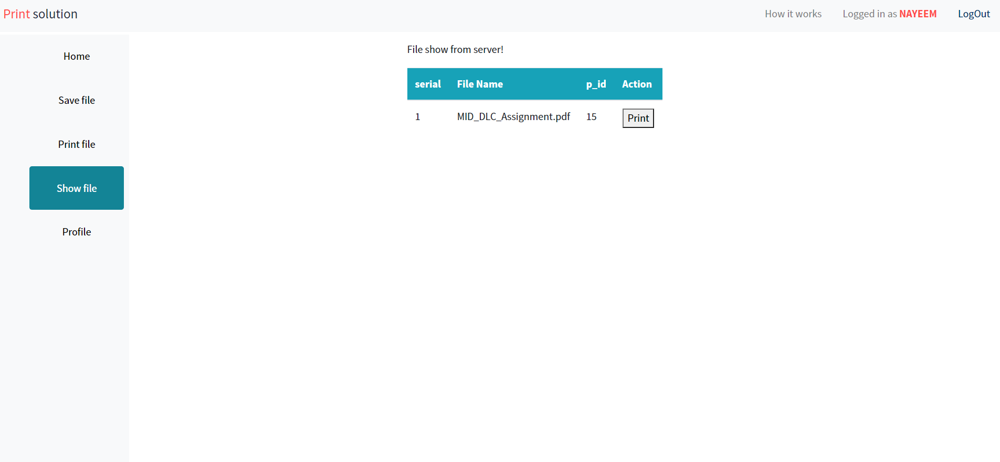 Print solution
How it works
Logged in as NAYEEM
LogOut
Home
Save file
Print file
Show file
Profile
File show from server!
serial File Name p_id Action
1 MID_DLC_Assignment.pdf 15 Print